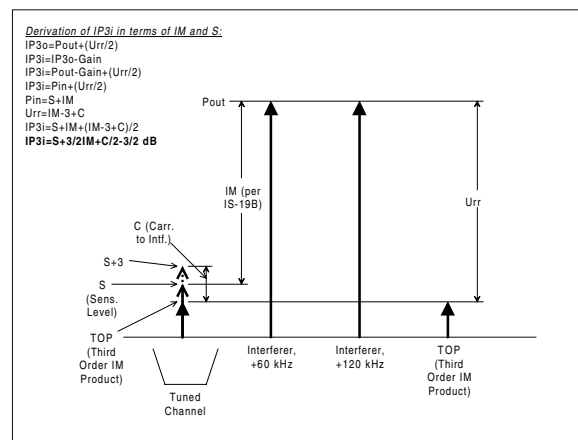 Derivation of IP3i in terms of IM and S:
IP3o=Pout+(Urr/2)
IP3i=IP3o-Gain
IP3i=Pout-Gain+(Urr/2)
IP3i=Pin+(Urr/2)
Pin=S+IM
Urr=IM-3+C
IP3i=S+IM+(IM-3+C)/2
IP3i=S+3/2IM+C/2-3/2 dB
Pout
IM (per
IS-19B)
Urr
C (Carr.
to Intf.)
S+3
S
(Sens.
Level)
TOP
(Third
Order IM
Product)
Tuned
Channel
Interferer,
+60 kHz
Interferer,
+120 kHz
TOP
(Third
Order IM
Product)